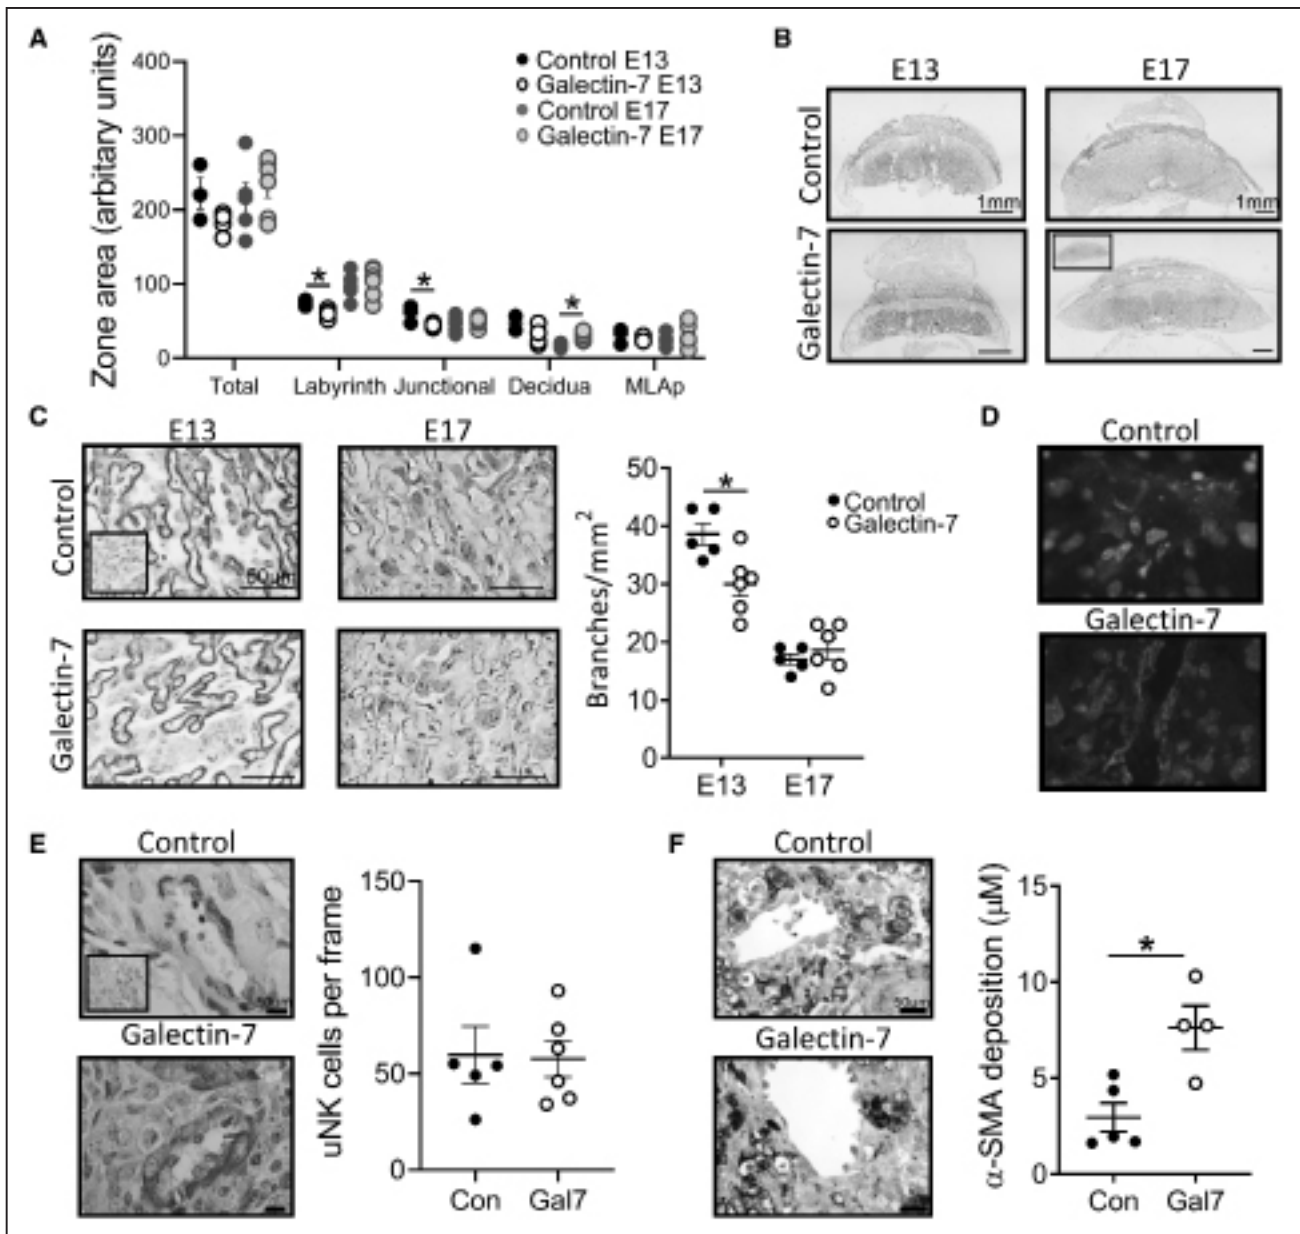 A
Zone area (arbitary units)
400
300
200
100
0
Control E13
Galectin-7 E13
Control E17
Galectin-7 E17
*
*
*
Total
Labyrinth
Junctional
Decidua
MLAp
B
E13
E17
Control
1mm
1mm
Galectin-7
C
E13
E17
Control
50μm
Galectin-7
Branches/mm²
50
40
30
20
10
0
*
Control
Galectin-7
E13
E17
D
Control
Galectin-7
E
Control
Galectin-7
uNK cells per frame
150
100
50
0
Con
Gal7
F
Control
50μm
Galectin-7
α-SMA deposition (μM)
15
10
5
0
*
Con
Gal7